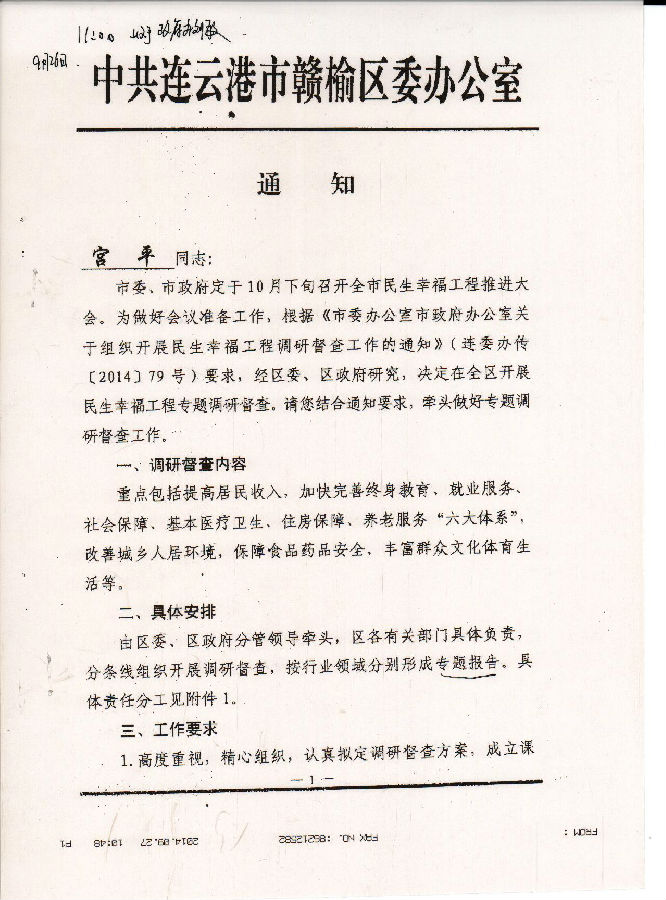 9月26日
中共连云港市赣榆区委办公室
通 知
宫 平 同志：
市委、市政府定于10月下旬召开全市民生幸福工程推进大
会。为做好会议准备工作，根据《市委办公室市政府办公室关
于组织开展民生幸福工程调研督查工作的通知》（连委办传
〔2014〕79号）要求，经区委、区政府研究，决定在全区开展
民生幸福工程专题调研督查。请您结合通知要求，牵头做好专题调
研督查工作。
一、调研督查内容
重点包括提高居民收入，加快完善终身教育、就业服务、
社会保障、基本医疗卫生、住房保障、养老服务“六大体系”，
改善城乡人居环境，保障食品药品安全，丰富群众文化体育生
活等。
二、具体安排
由区委、区政府分管领导牵头，区各有关部门具体负责，
分条线组织开展调研督查，按行业领域分别形成专题报告。具
体责任分工见附件1。
三、工作要求
1.高度重视，精心组织，认真拟定调研督查方案，成立课
— 1 —
FROM : FAX NO. :86212582 2014.09.27 10:48 P1